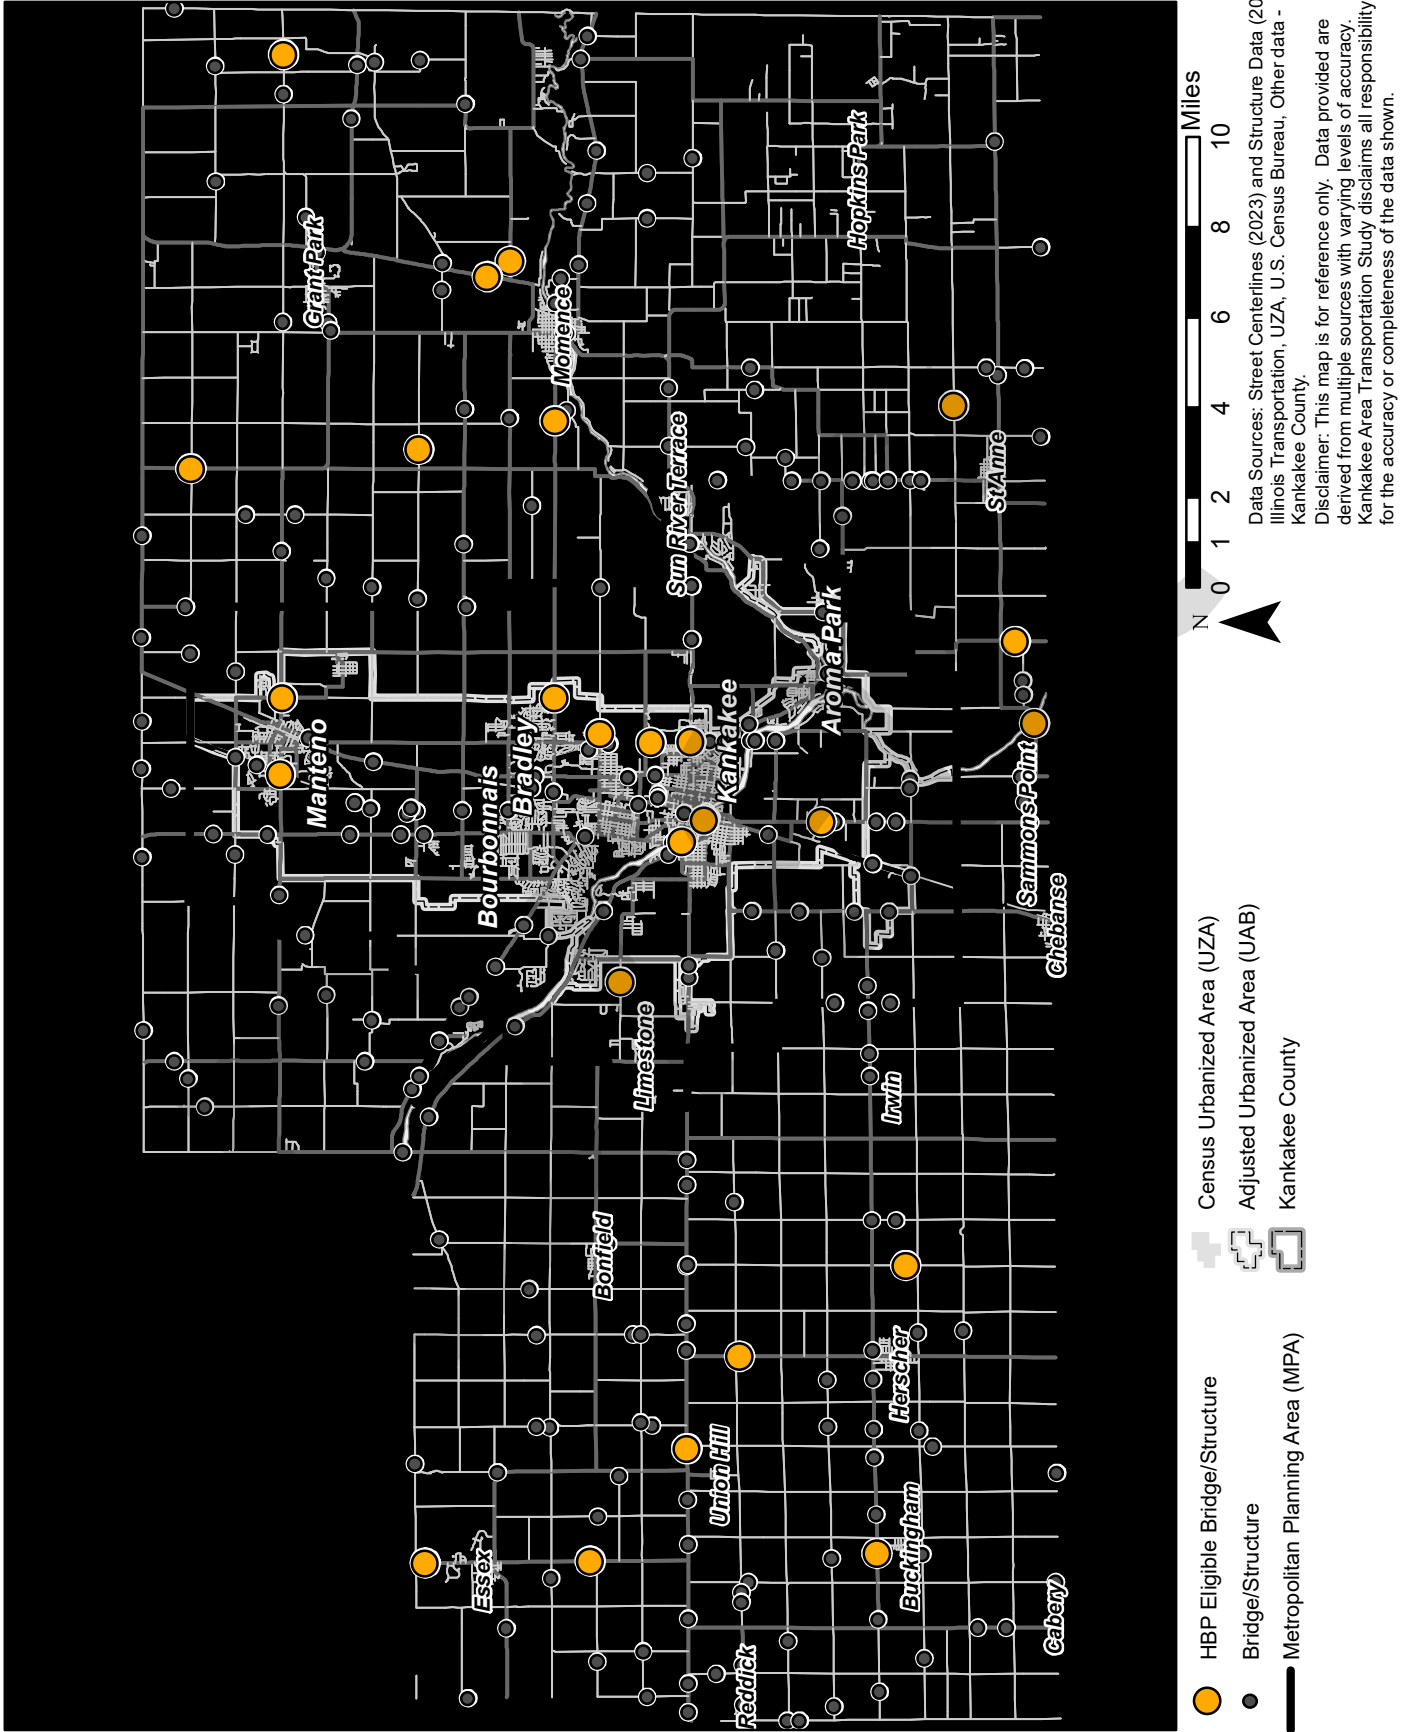 Grant Park
Momence
Hopkins Park
Sun River Terrace
St Anne
Manteno
Bradley
Bourbonnais
Kankakee
Aroma Park
Sammons Point
Chebanse
Limestone
Irwin
Bonfield
Herscher
Union Hill
Essex
Buckingham
Reddick
Cabery
HBP Eligible Bridge/Structure
Bridge/Structure
Metropolitan Planning Area (MPA)
Census Urbanized Area (UZA)
Adjusted Urbanized Area (UAB)
Kankakee County
N
0 1 2 4 6 8 10
Miles
Data Sources: Street Centerlines (2023) and Structure Data (20
Illinois Transportation, UZA, U.S. Census Bureau, Other data -
Kankakee County.
Disclaimer: This map is for reference only. Data provided are
derived from multiple sources with varying levels of accuracy.
Kankakee Area Transportation Study disclaims all responsibility
for the accuracy or completeness of the data shown.